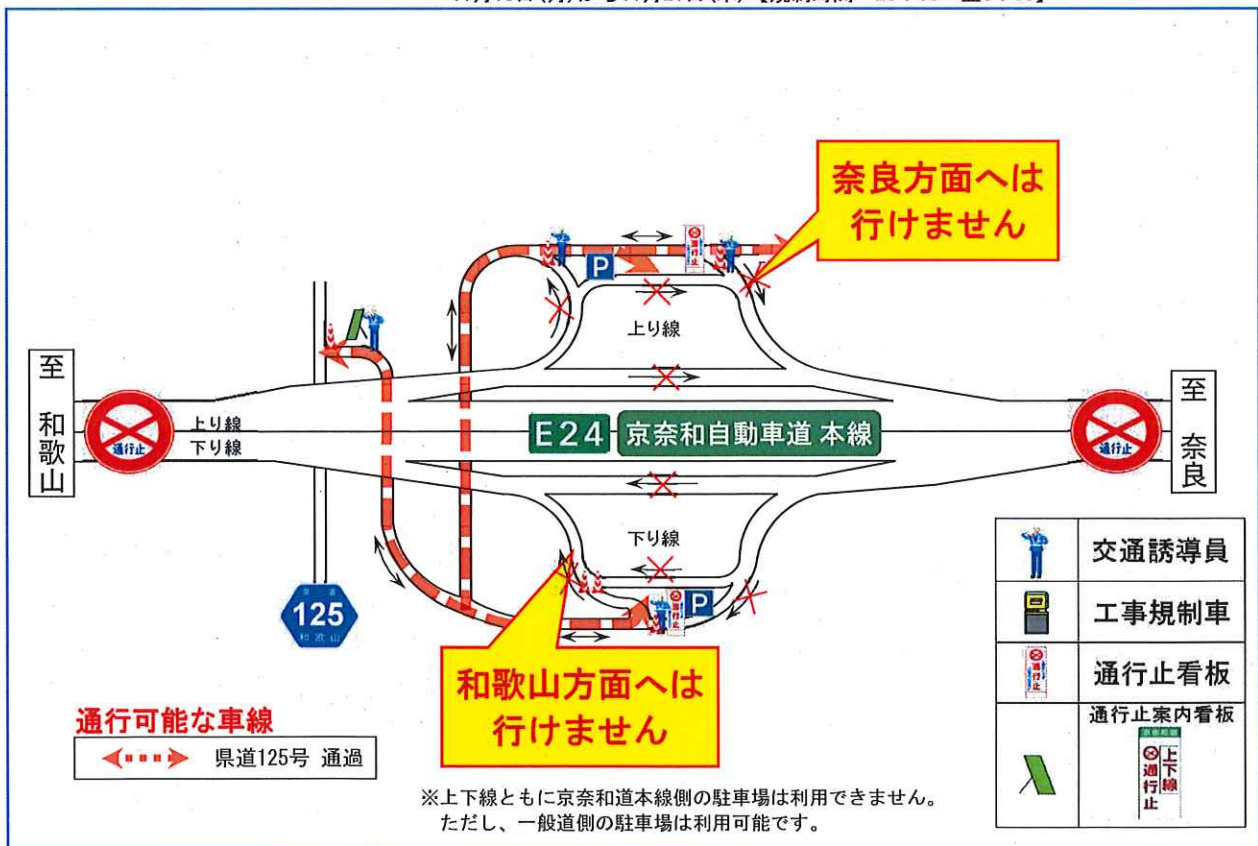 奈良方面へは
行けません
P
上り線
至 和歌山
通行止
上り線
下り線
E24
京奈和自動車道 本線
通行止
至 奈良
下り線
P
125
和歌山
和歌山方面へは
行けません
通行可能な車線
県道125号 通過
※上下線ともに京奈和道本線側の駐車場は利用できません。
ただし、一般道側の駐車場は利用可能です。
交通誘導員
工事規制車
通行止
通行止看板
通行止案内看板
京奈和道
上下線
通行止